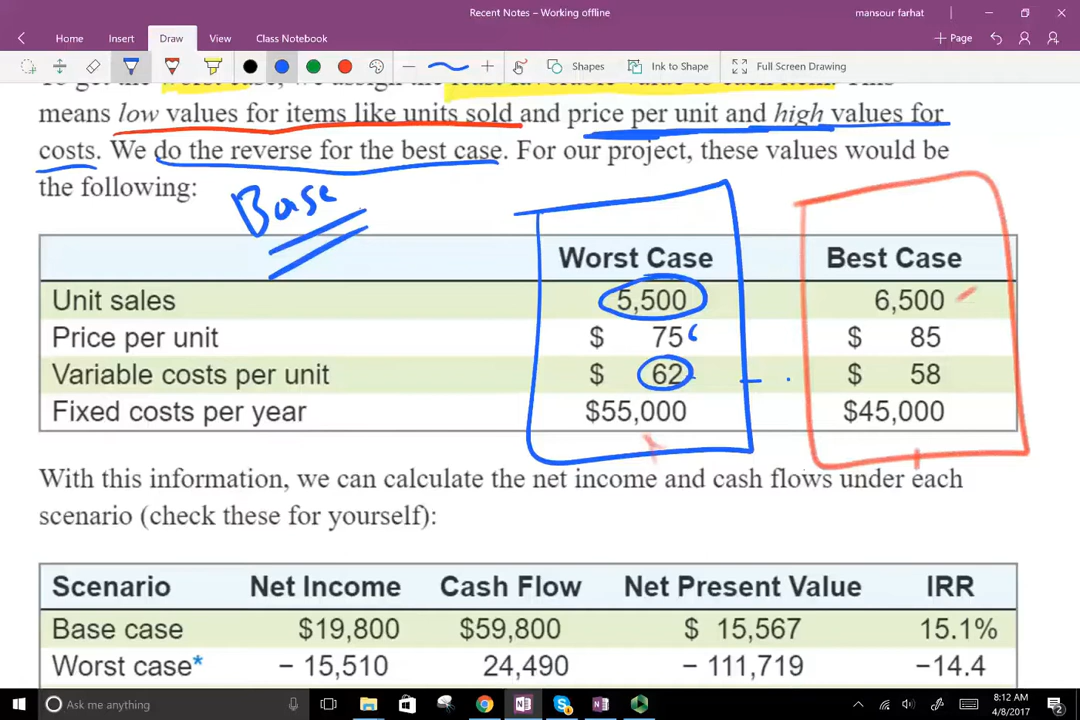 Recent Notes – Working offline
mansour farhat
Home Insert Draw View Class Notebook
Page
Shapes Ink to Shape Full Screen Drawing
means low values for items like units sold and price per unit and high values for
costs. We do the reverse for the best case. For our project, these values would be
the following:
Base
Worst Case Best Case
Unit sales 5,500 6,500
Price per unit $ 75 $ 85
Variable costs per unit $ 62 $ 58
Fixed costs per year $55,000 $45,000
With this information, we can calculate the net income and cash flows under each
scenario (check these for yourself):
Scenario Net Income Cash Flow Net Present Value IRR
Base case $19,800 $59,800 $ 15,567 15.1%
Worst case* − 15,510 24,490 − 111,719 −14.4
Ask me anything
8:12 AM
4/8/2017
2